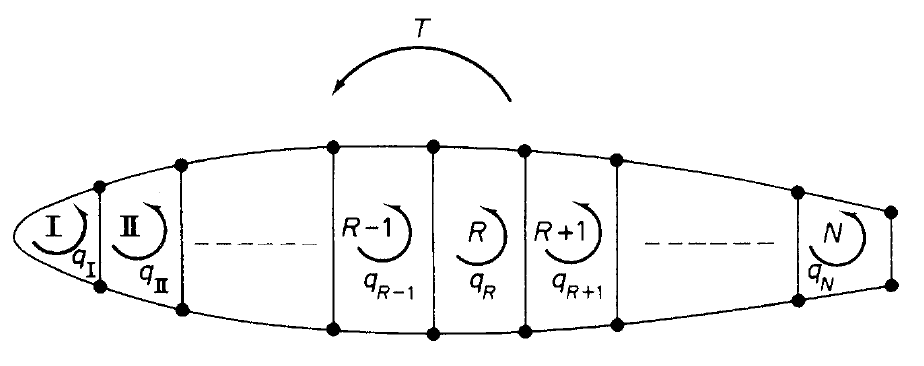 T
I II R–1 R R+1 N
q_I q_II q_{R–1} q_R q_{R+1} q_N